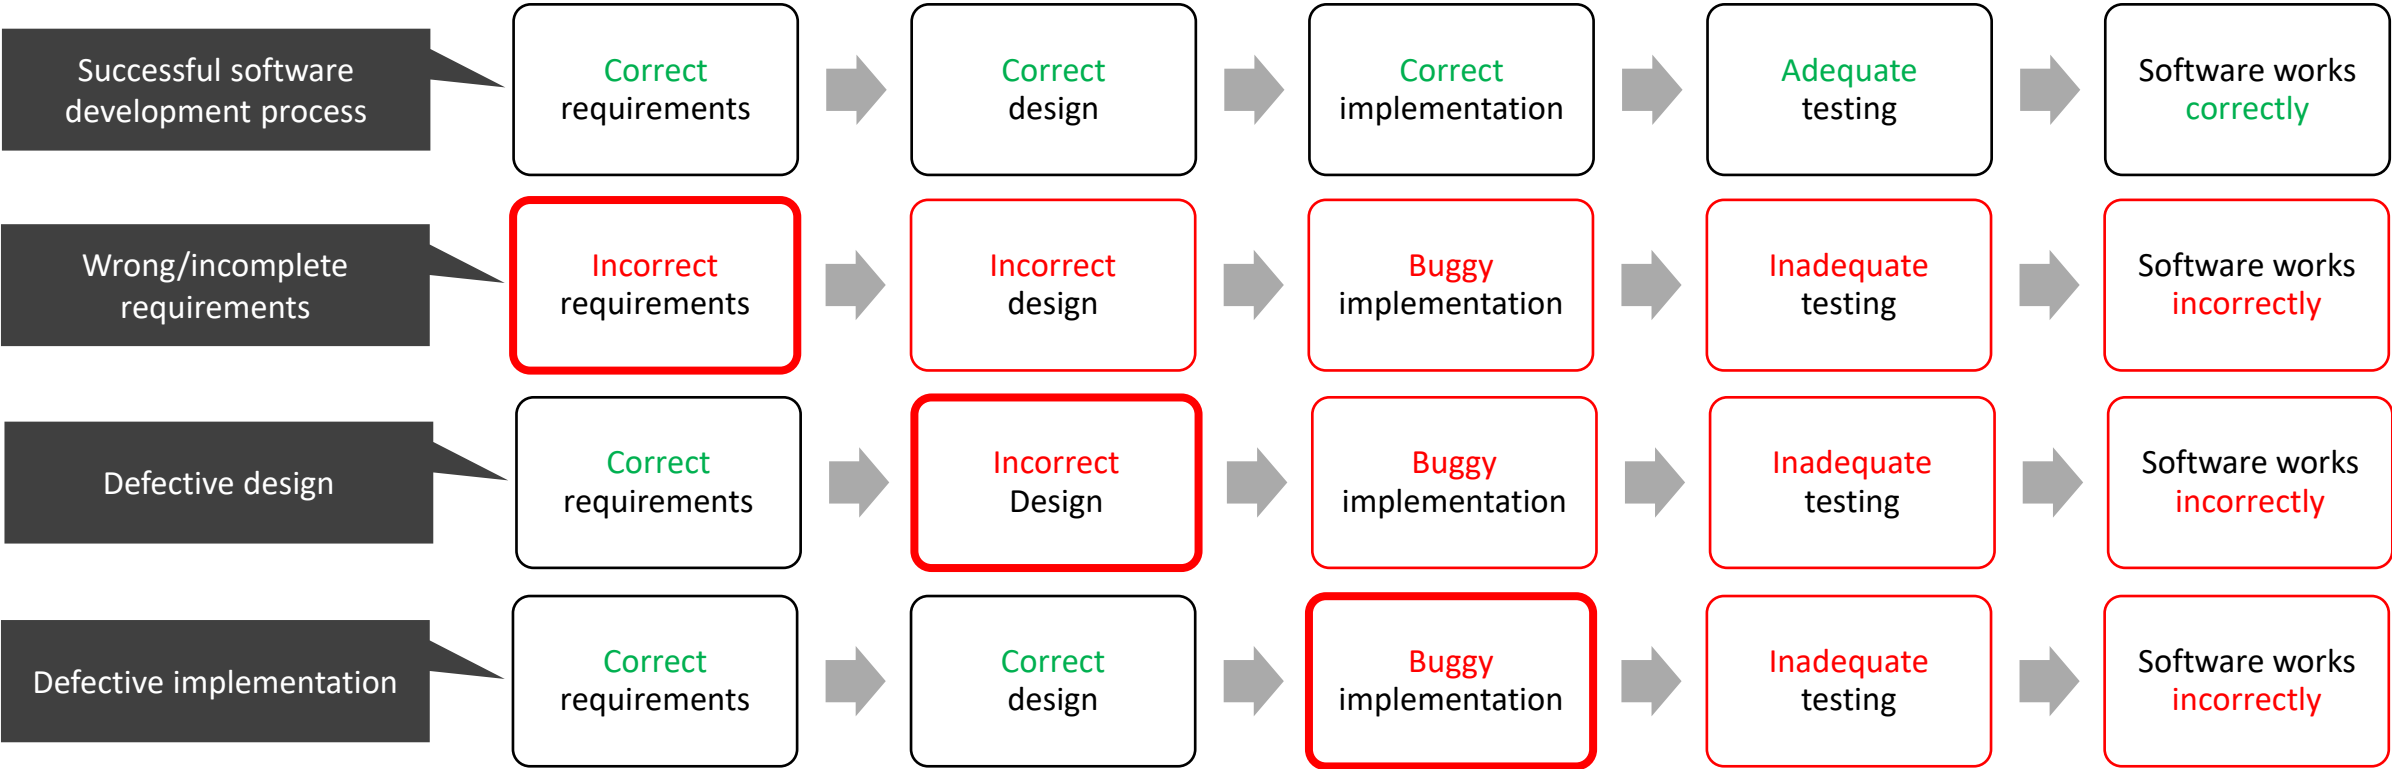 Successful software
development process
Correct
requirements
Correct
design
Correct
implementation
Adequate
testing
Software works
correctly
Wrong/incomplete
requirements
Incorrect
requirements
Incorrect
design
Buggy
implementation
Inadequate
testing
Software works
incorrectly
Defective design
Correct
requirements
Incorrect
Design
Buggy
implementation
Inadequate
testing
Software works
incorrectly
Defective implementation
Correct
requirements
Correct
design
Buggy
implementation
Inadequate
testing
Software works
incorrectly